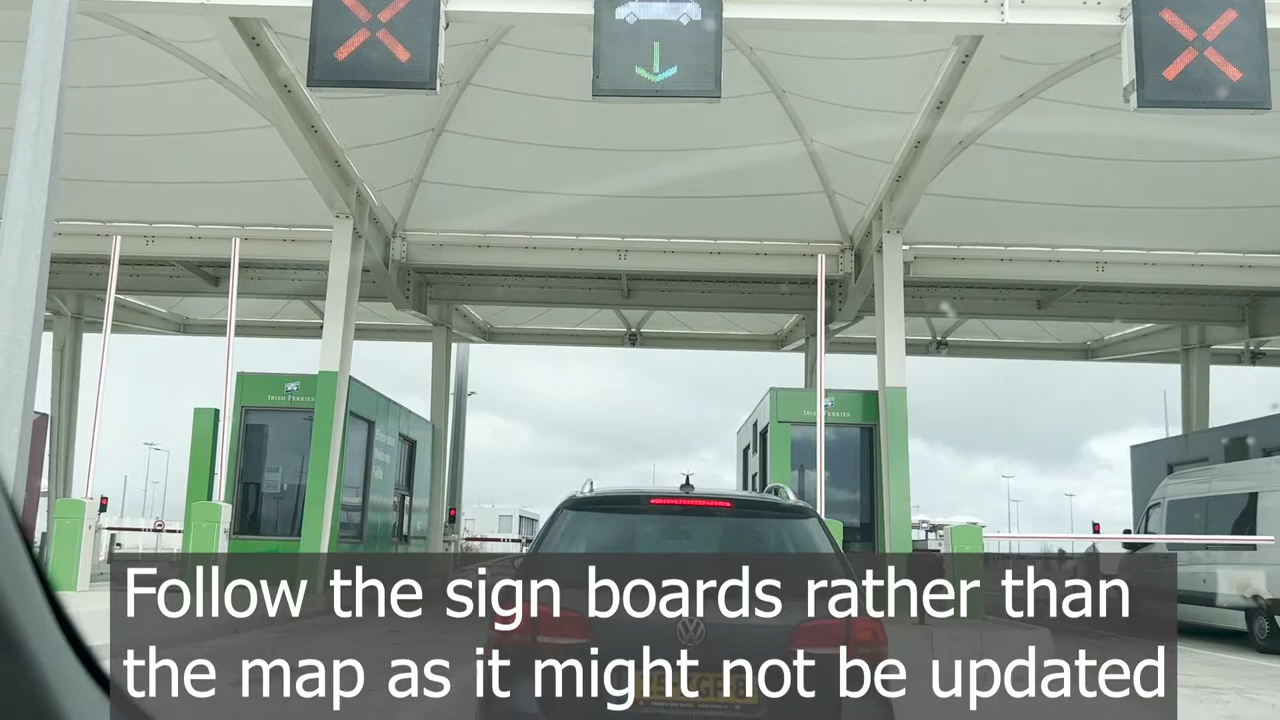 IRISH FERRIES
IRISH FERRIES
Follow the sign boards rather than
the map as it might not be updated